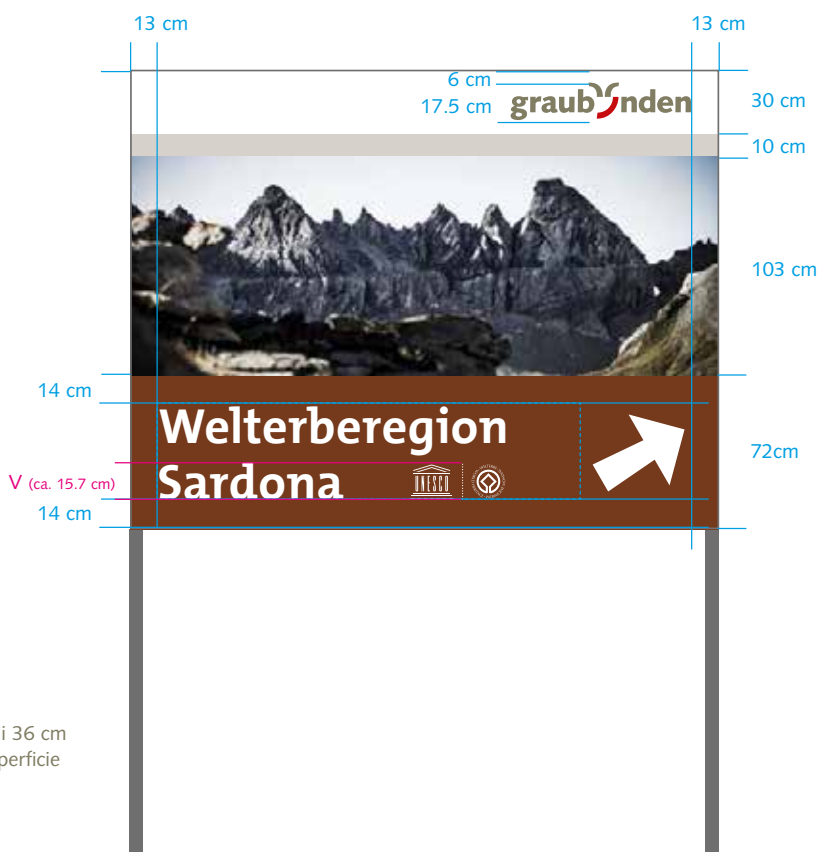 13 cm
13 cm
6 cm
17.5 cm
graubünden
30 cm
10 cm
103 cm
14 cm
Welterberegion
72cm
V (ca. 15.7 cm)
Sardona
UNESCO
14 cm
i 36 cm
perficie